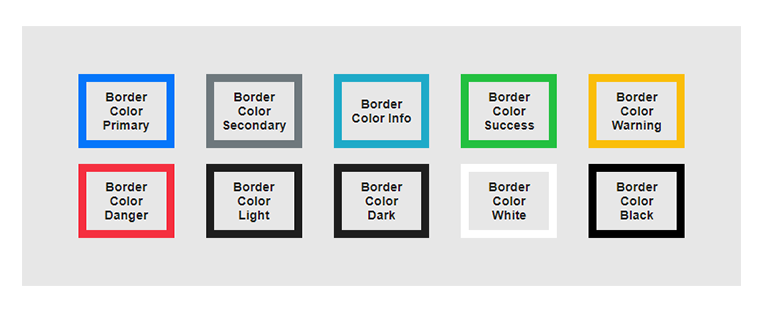 Border
Color
Primary
Border
Color
Secondary
Border
Color Info
Border
Color
Success
Border
Color
Warning
Border
Color
Danger
Border
Color
Light
Border
Color
Dark
Border
Color
White
Border
Color
Black